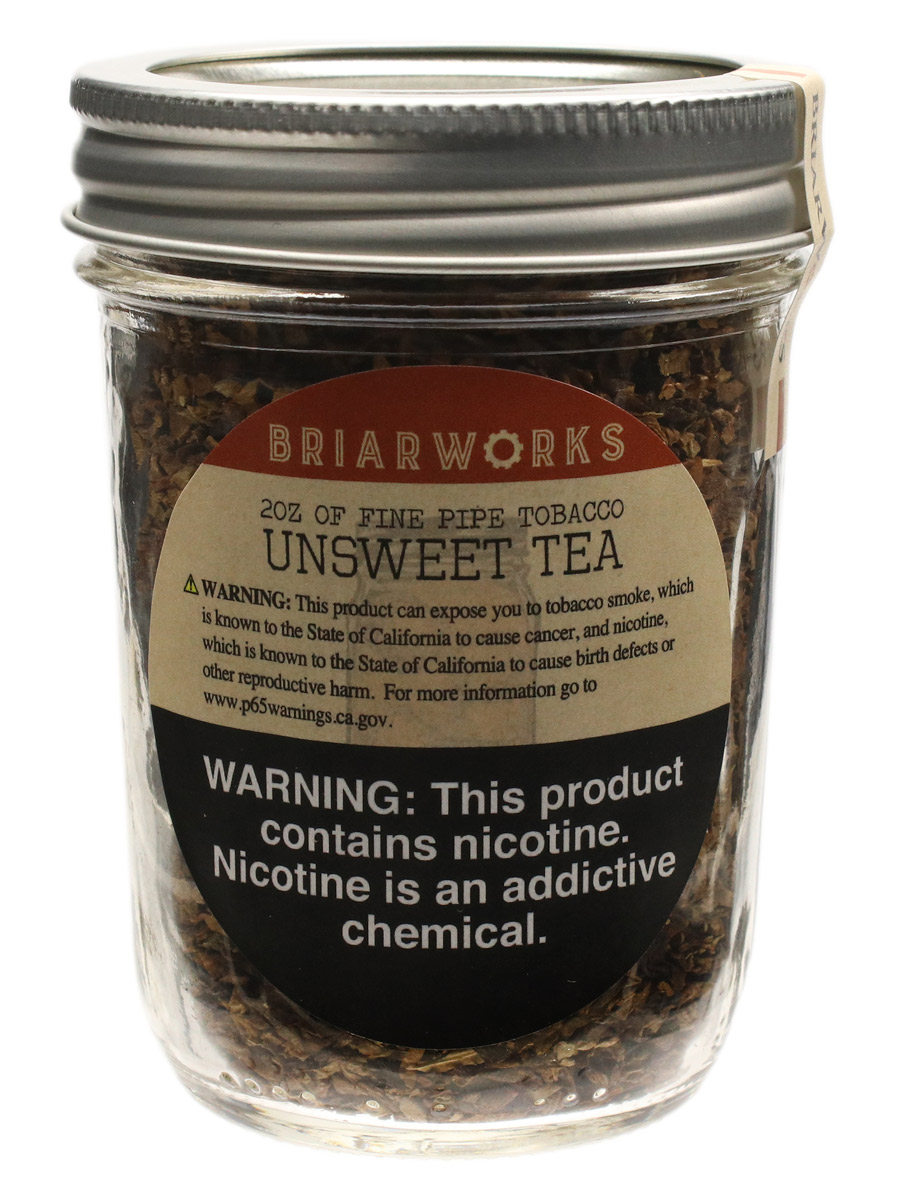 BRIARWORKS
2OZ OF FINE PIPE TOBACCO
UNSWEET TEA
⚠ WARNING: This product can expose you to tobacco smoke, which
is known to the State of California to cause cancer, and nicotine,
which is known to the State of California to cause birth defects or
other reproductive harm. For more information go to
www.p65warnings.ca.gov.
WARNING: This product
contains nicotine.
Nicotine is an addictive
chemical.